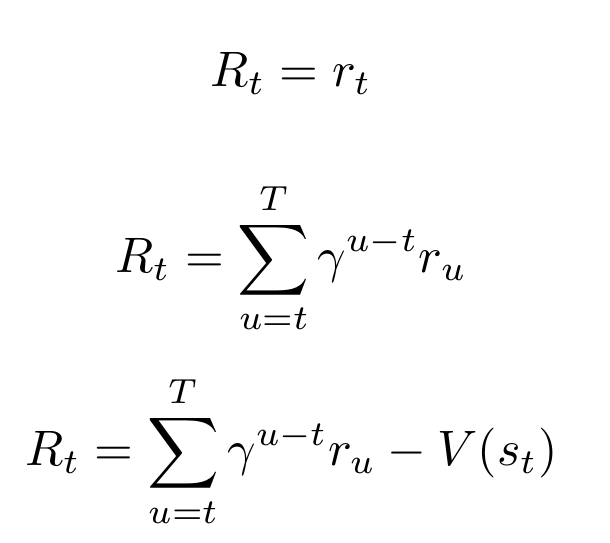 $R_t = r_t$
$R_t = \sum_{u=t}^{T} \gamma^{u-t} r_u$
$R_t = \sum_{u=t}^{T} \gamma^{u-t} r_u - V(s_t)$